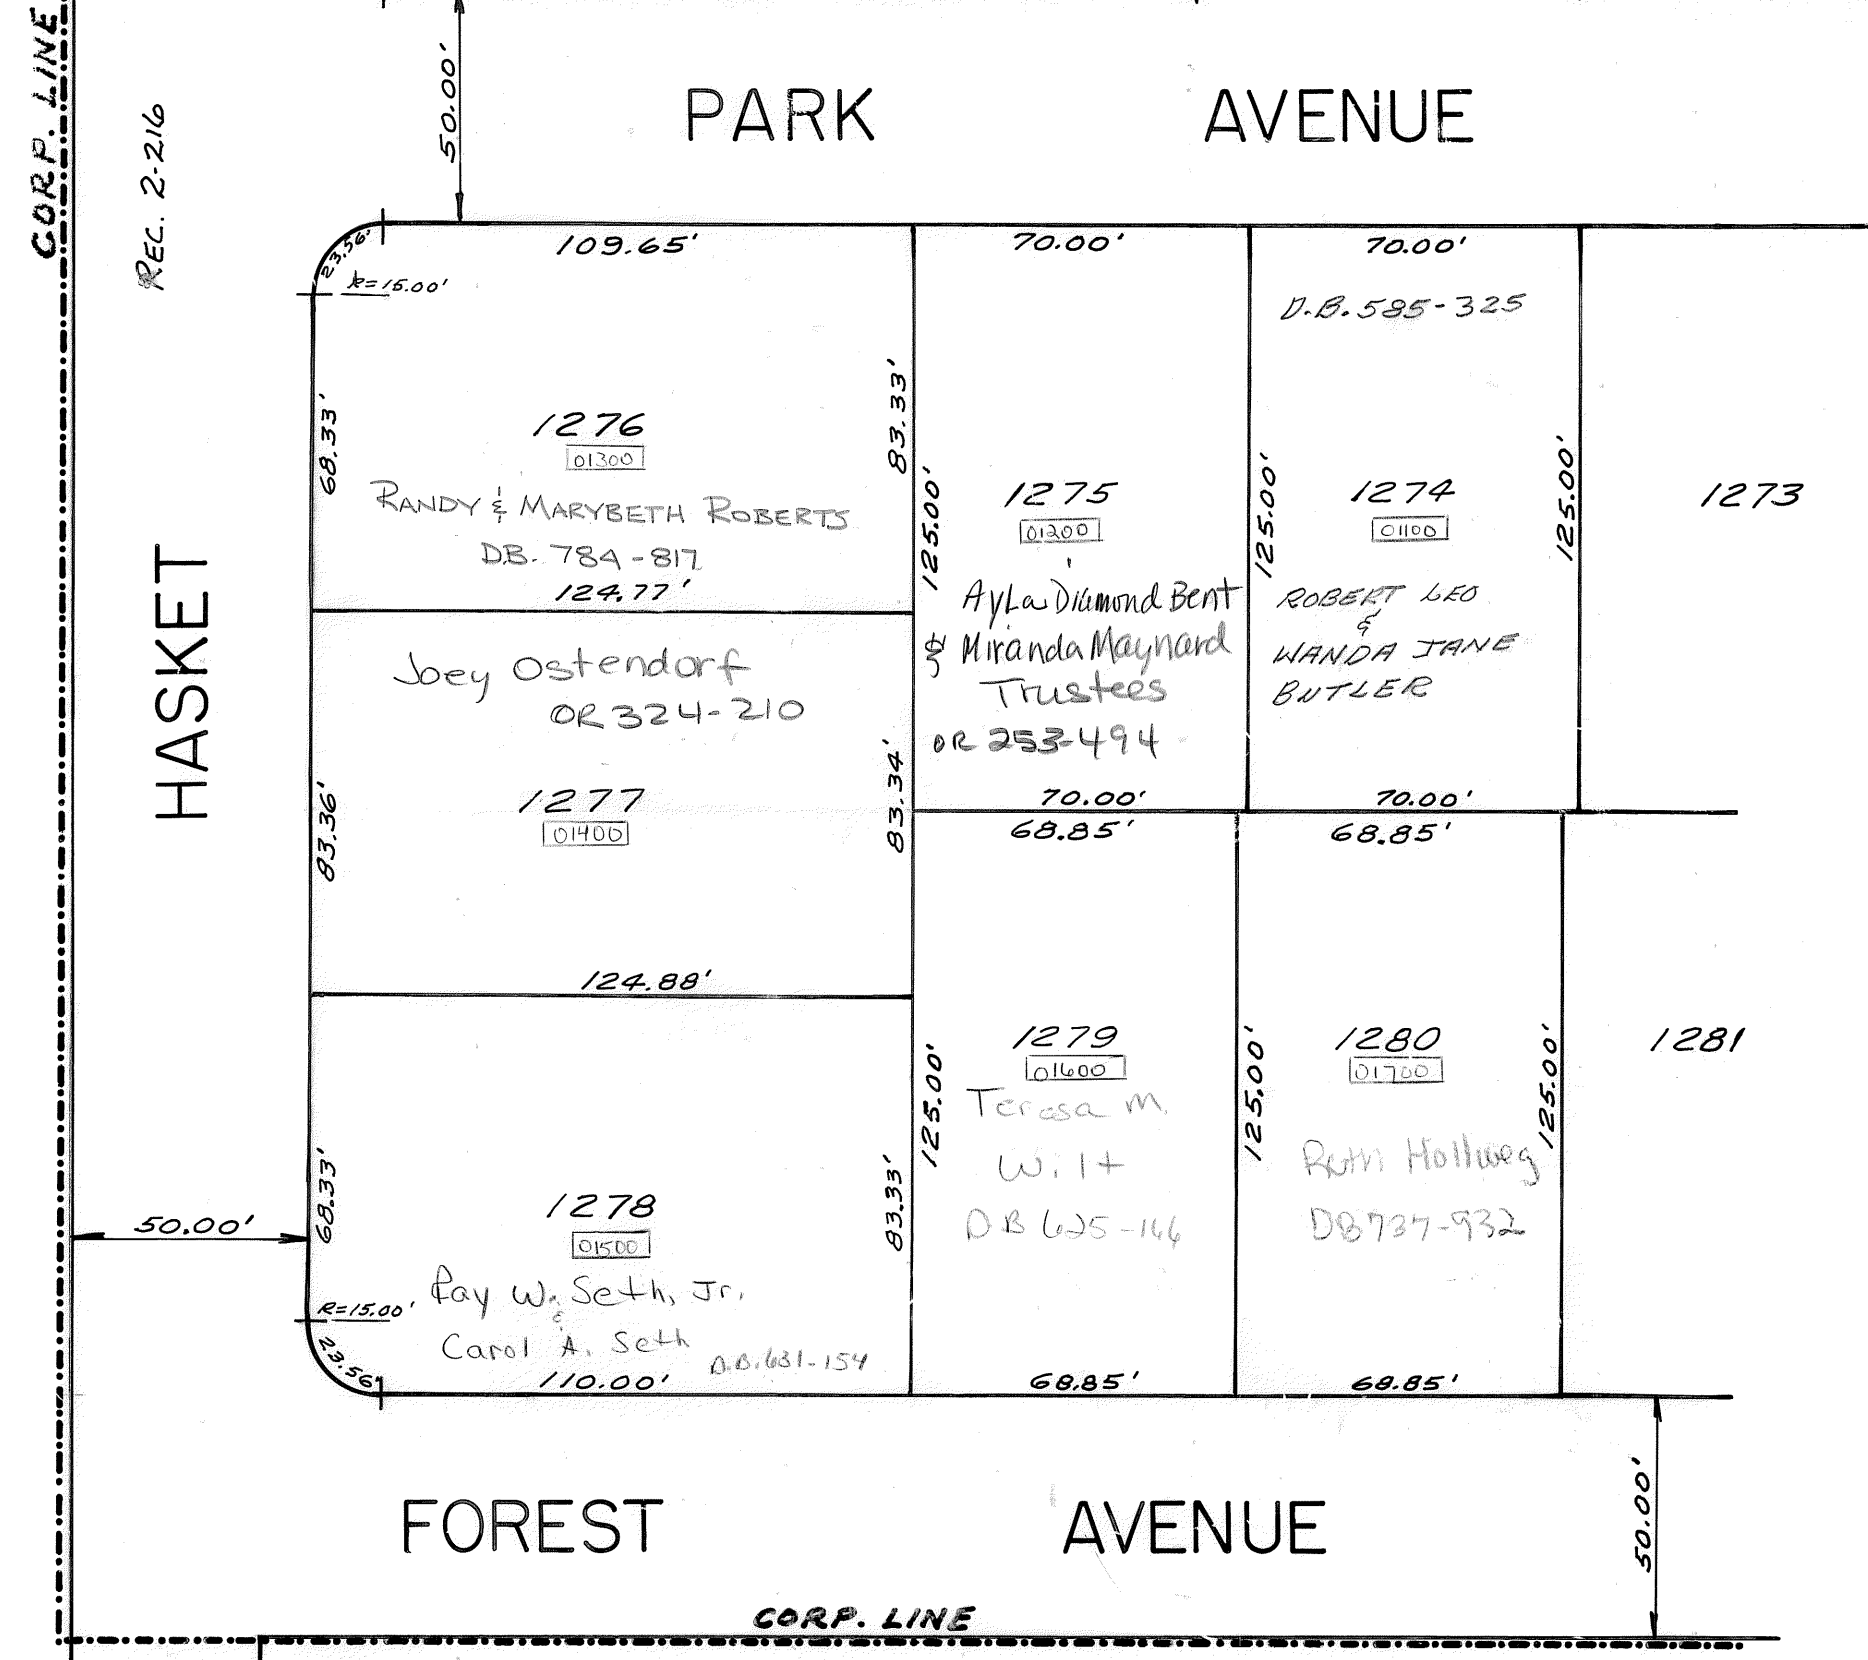 CORP. LINE
REC. 2-216
50.00'
PARK AVENUE
23.56'
R=15.00'
109.65'
70.00'
70.00'
D.B. 585-325
68.33'
1276
01300
RANDY & MARYBETH ROBERTS
D.B. 784-817
124.77'
83.33'
125.00'
1275
01200
Ayla Diamond Bent
& Miranda Maynard
Trustees
OR 253-494
70.00'
125.00'
1274
01100
ROBERT LEO
&
WANDA JANE
BUTLER
70.00'
125.00'
1273
HASKET
Joey Ostendorf
OR 324-210
1277
01400
83.36'
83.34'
124.88'
68.85'
68.85'
50.00'
68.33'
1278
01500
Ray W. Seth, Jr.
&
Carol A. Seth
D.B. 631-154
R=15.00'
23.56'
110.00'
83.33'
125.00'
1279
01600
Teresa M.
Wilt
DB 625-166
68.85'
125.00'
1280
01700
Ruth Hollweg
DB 737-932
68.85'
125.00'
1281
FOREST AVENUE
50.00'
CORP. LINE